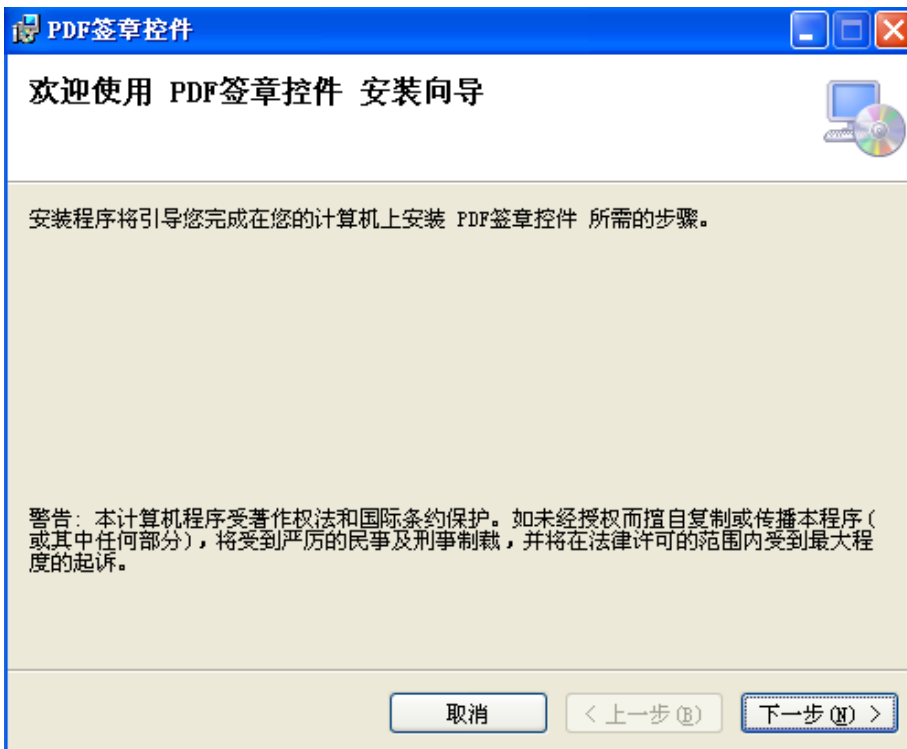 PDF签章控件
欢迎使用 PDF签章控件 安装向导
安装程序将引导您完成在您的计算机上安装 PDF签章控件 所需的步骤。
警告: 本计算机程序受著作权法和国际条约保护。如未经授权而擅自复制或传播本程序(
或其中任何部分)，将受到严厉的民事及刑事制裁，并将在法律许可的范围内受到最大程
度的起诉。
取消
< 上一步(B)
下一步(N) >